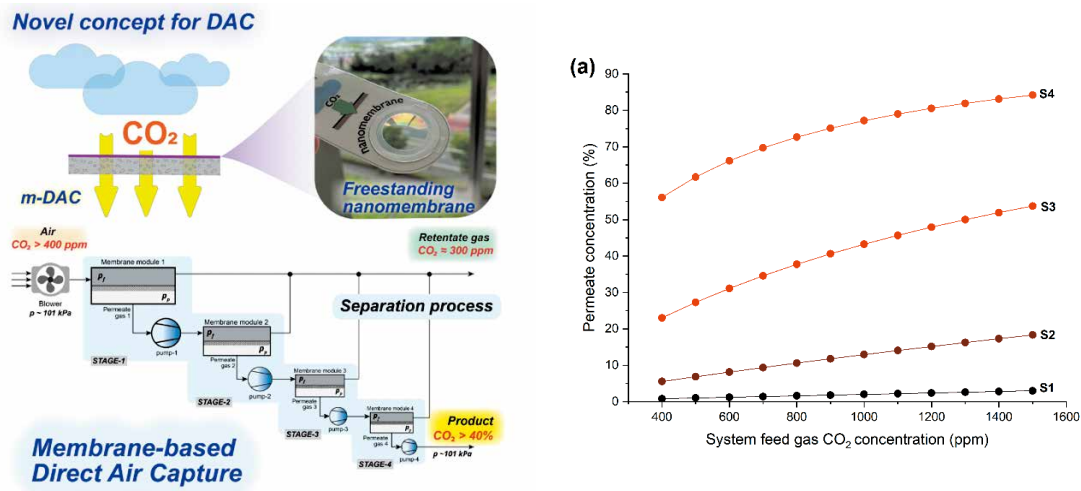 Novel concept for DAC
CO₂
m-DAC
CO₂
nanomembrane
Freestanding
nanomembrane
Air
CO₂ > 400 ppm
Retentate gas
CO₂ ≈ 300 ppm
Blower
p ~ 101 kPa
Membrane module 1
Pf
Pp
Permeate
gas 1
pump-1
STAGE-1
Separation process
Membrane module 2
Pf
Pp
Permeate
gas 2
pump-2
STAGE-2
Membrane module 3
Pf
Pp
Permeate
gas 3
pump-3
STAGE-3
Membrane module 4
Pf
Pp
Permeate
gas 4
pump-4
STAGE-4
Product
CO₂ > 40%
p ~101 kPa
Membrane-based
Direct Air Capture
(a)
Permeate concentration (%)
90
80
70
60
50
40
30
20
10
0
S4
S3
S2
S1
400 600 800 1000 1200 1400 1600
System feed gas CO₂ concentration (ppm)